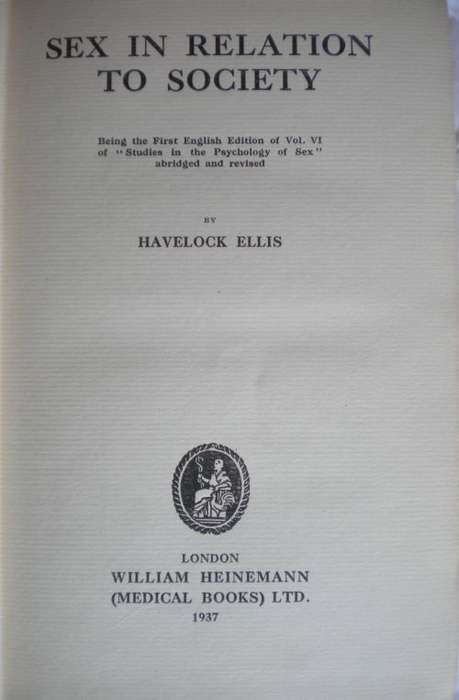 SEX IN RELATION
TO SOCIETY
Being the First English Edition of Vol. VI
of "Studies in the Psychology of Sex"
abridged and revised
BY
HAVELOCK ELLIS
LONDON
WILLIAM HEINEMANN
(MEDICAL BOOKS) LTD.
1937